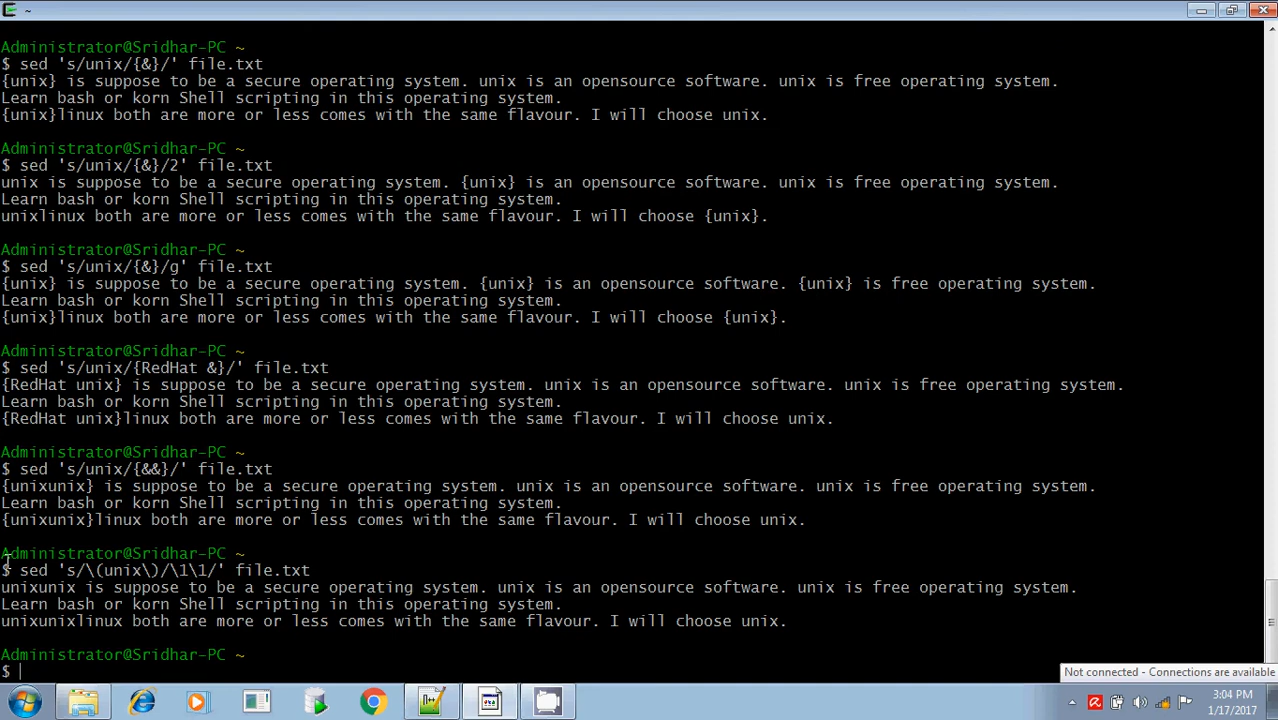 ~
Administrator@Sridhar-PC ~
$ sed 's/unix/{&}/' file.txt
{unix} is suppose to be a secure operating system. unix is an opensource software. unix is free operating system.
Learn bash or korn Shell scripting in this operating system.
{unix}linux both are more or less comes with the same flavour. I will choose unix.
Administrator@Sridhar-PC ~
$ sed 's/unix/{&}/2' file.txt
unix is suppose to be a secure operating system. {unix} is an opensource software. unix is free operating system.
Learn bash or korn Shell scripting in this operating system.
unixlinux both are more or less comes with the same flavour. I will choose {unix}.
Administrator@Sridhar-PC ~
$ sed 's/unix/{&}/g' file.txt
{unix} is suppose to be a secure operating system. {unix} is an opensource software. {unix} is free operating system.
Learn bash or korn Shell scripting in this operating system.
{unix}linux both are more or less comes with the same flavour. I will choose {unix}.
Administrator@Sridhar-PC ~
$ sed 's/unix/{RedHat &}/' file.txt
{RedHat unix} is suppose to be a secure operating system. unix is an opensource software. unix is free operating system.
Learn bash or korn Shell scripting in this operating system.
{RedHat unix}linux both are more or less comes with the same flavour. I will choose unix.
Administrator@Sridhar-PC ~
$ sed 's/unix/{&&}/' file.txt
{unixunix} is suppose to be a secure operating system. unix is an opensource software. unix is free operating system.
Learn bash or korn Shell scripting in this operating system.
{unixunix}linux both are more or less comes with the same flavour. I will choose unix.
Administrator@Sridhar-PC ~
$ sed 's/\(unix\)/\1\1/' file.txt
unixunix is suppose to be a secure operating system. unix is an opensource software. unix is free operating system.
Learn bash or korn Shell scripting in this operating system.
unixunixlinux both are more or less comes with the same flavour. I will choose unix.
Administrator@Sridhar-PC ~
$
Not connected - Connections are available
3:04 PM
1/17/2017